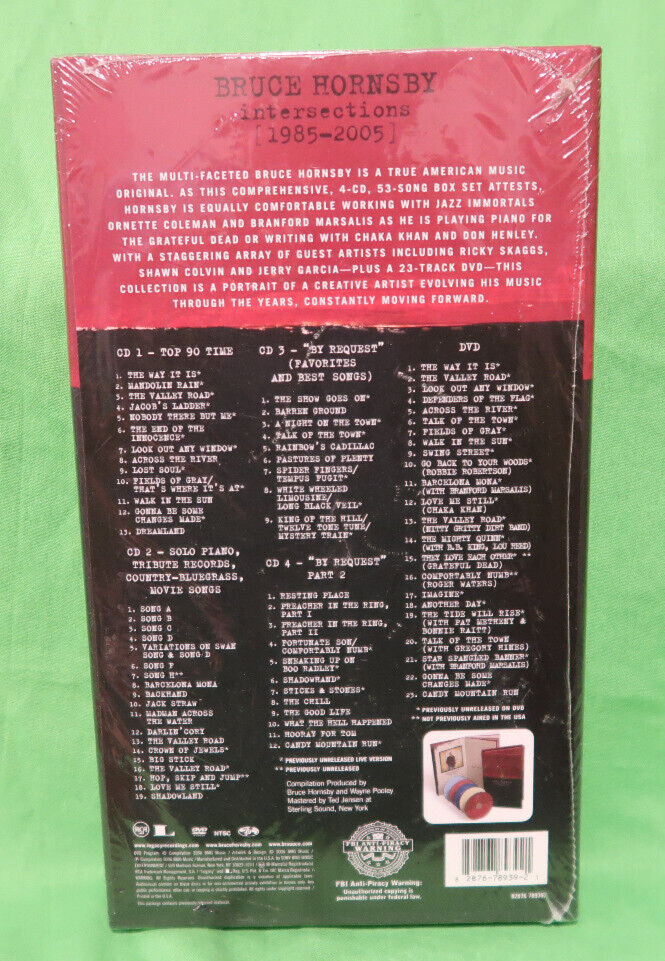 BRUCE HORNSBY
intersections
[1985-2005]
THE MULTI-FACETED BRUCE HORNSBY IS A TRUE AMERICAN MUSIC
ORIGINAL. AS THIS COMPREHENSIVE, 4-CD, 53-SONG BOX SET ATTESTS,
HORNSBY IS EQUALLY COMFORTABLE WORKING WITH JAZZ IMMORTALS
ORNETTE COLEMAN AND BRANFORD MARSALIS AS HE IS PLAYING PIANO FOR
THE GRATEFUL DEAD OR WRITING WITH CHAKA KHAN AND DON HENLEY.
WITH A STAGGERING ARRAY OF GUEST ARTISTS INCLUDING RICKY SKAGGS,
SHAWN COLVIN AND JERRY GARCIA—PLUS A 23-TRACK DVD—THIS
COLLECTION IS A PORTRAIT OF A CREATIVE ARTIST EVOLVING HIS MUSIC
THROUGH THE YEARS, CONSTANTLY MOVING FORWARD.
CD 1 - TOP 90 TIME
1. THE WAY IT IS*
2. MANDOLIN RAIN*
3. THE VALLEY ROAD*
4. JACOB'S LADDER*
5. NOBODY THERE BUT ME*
6. THE END OF THE
INNOCENCE*
7. LOOK OUT ANY WINDOW*
8. ACROSS THE RIVER
9. LOST SOUL*
10. FIELDS OF GRAY/
THAT'S WHERE IT'S AT*
11. WALK IN THE SUN
12. GONNA BE SOME
CHANGES MADE*
13. DREAMLAND
CD 2 - SOLO PIANO,
TRIBUTE RECORDS,
COUNTRY-BLUEGRASS,
MOVIE SONGS
1. SONG A
2. SONG B
3. SONG C
4. SONG D
5. VARIATIONS ON SWAN
SONG & SONG D
6. SONG F
7. SONG H**
8. BARCELONA MONA
9. BACKHAND
10. JACK STRAW
11. MADMAN ACROSS
THE WATER
12. DARLIN' CORY
13. THE VALLEY ROAD
14. CROWN OF JEWELS*
15. BIG STICK
16. THE VALLEY ROAD*
17. HOP, SKIP AND JUMP**
18. LOVE ME STILL*
19. SHADOWLAND
CD 3 - "BY REQUEST"
(FAVORITES
AND BEST SONGS)
1. THE SHOW GOES ON*
2. BARREN GROUND
3. A NIGHT ON THE TOWN*
4. TALK OF THE TOWN*
5. RAINBOW'S CADILLAC
6. PASTURES OF PLENTY
7. SPIDER FINGERS/
TEMPUS FUGIT*
8. WHITE WHEELED
LIMOUSINE/
LONG BLACK VEIL*
9. KING OF THE HILL/
TWELVE TONE TUNE/
MYSTERY TRAIN*
CD 4 - "BY REQUEST"
PART 2
1. RESTING PLACE
2. PREACHER IN THE RING,
PART I
3. PREACHER IN THE RING,
PART II
4. FORTUNATE SON/
COMFORTABLY NUMB*
5. SNEAKING UP ON
BOO RADLEY*
6. SHADOWHAND*
7. STICKS & STONES*
8. THE CHILL
9. THE GOOD LIFE
10. WHAT THE HELL HAPPENED
11. HOORAY FOR TOM
12. CANDY MOUNTAIN RUN*
* PREVIOUSLY UNRELEASED LIVE VERSION
** PREVIOUSLY UNRELEASED
Compilation Produced by
Bruce Hornsby and Wayne Pooley
Mastered by Ted Jensen at
Sterling Sound, New York
DVD
1. THE WAY IT IS*
2. THE VALLEY ROAD*
3. LOOK OUT ANY WINDOW*
4. DEFENDERS OF THE FLAG*
5. ACROSS THE RIVER*
6. TALK OF THE TOWN*
7. FIELDS OF GRAY*
8. WALK IN THE SUN*
9. SWING STREET*
10. GO BACK TO YOUR WOODS*
(ROBBIE ROBERTSON)
11. BARCELONA MONA*
(WITH BRANFORD MARSALIS)
12. LOVE ME STILL*
(CHAKA KHAN)
13. THE VALLEY ROAD*
(NITTY GRITTY DIRT BAND)
14. THE MIGHTY QUINN*
(WITH B.B. KING, LOU REED)
15. THEY LOVE EACH OTHER* **
(GRATEFUL DEAD)
16. COMFORTABLY NUMB**
(ROGER WATERS)
17. IMAGINE*
18. ANOTHER DAY*
19. THE TIDE WILL RISE*
(WITH PAT METHENY &
BONNIE RAITT)
20. TALK OF THE TOWN
(WITH GREGORY HINES)
21. STAR SPANGLED BANNER*
(WITH BRANFORD MARSALIS)
22. GONNA BE SOME
CHANGES MADE*
23. CANDY MOUNTAIN RUN
* PREVIOUSLY UNRELEASED ON DVD
** NOT PREVIOUSLY AIRED IN THE USA
RCA L DVD NTSC
www.legacyrecordings.com www.brucehornsby.com
FBI ANTI-PIRACY
WARNING
FBI Anti-Piracy Warning:
Unauthorized copying is
punishable under federal law.
8 2876-78939-2 1
82876 78939